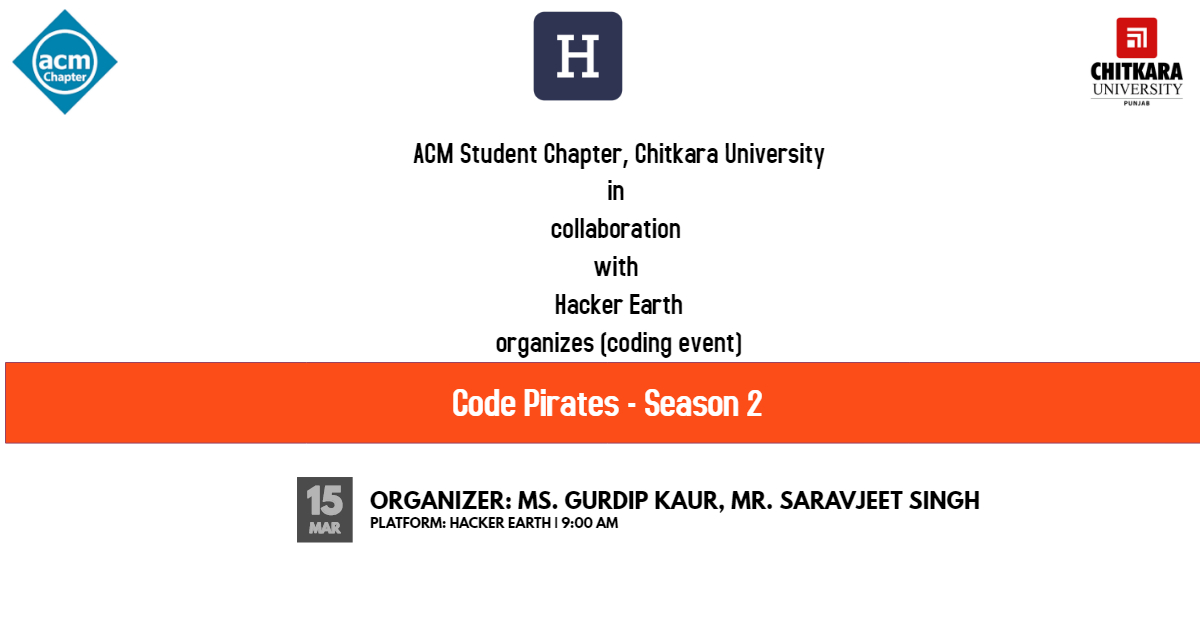 acm
Chapter
H
CHITKARA
UNIVERSITY
PUNJAB
ACM Student Chapter, Chitkara University
in
collaboration
with
Hacker Earth
organizes (coding event)
Code Pirates - Season 2
15
MAR
ORGANIZER: MS. GURDIP KAUR, MR. SARAVJEET SINGH
PLATFORM: HACKER EARTH | 9:00 AM